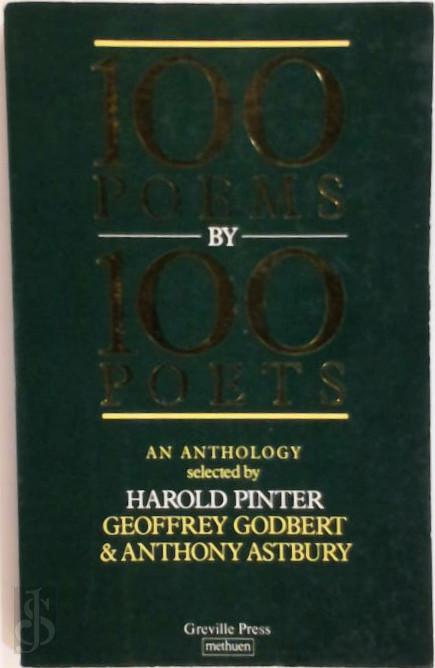 100
POEMS
BY
100
POETS
AN ANTHOLOGY
selected by
HAROLD PINTER
GEOFFREY GODBERT
& ANTHONY ASTBURY
Greville Press
methuen